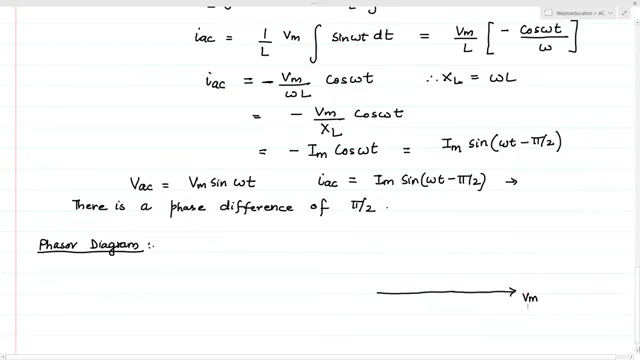 Waytoeducation + AC
iac = 1/L Vm ∫ sinωt dt = Vm/L [ - cosωt/ω ]
iac = - Vm/ωL cosωt ∴ XL = ωL
= - Vm/XL cosωt
= - Im cosωt = Im sin(ωt - π/2)
Vac = Vm sin ωt iac = Im sin(ωt - π/2) →
There is a phase difference of π/2 .
Phasor Diagram :.
Vm